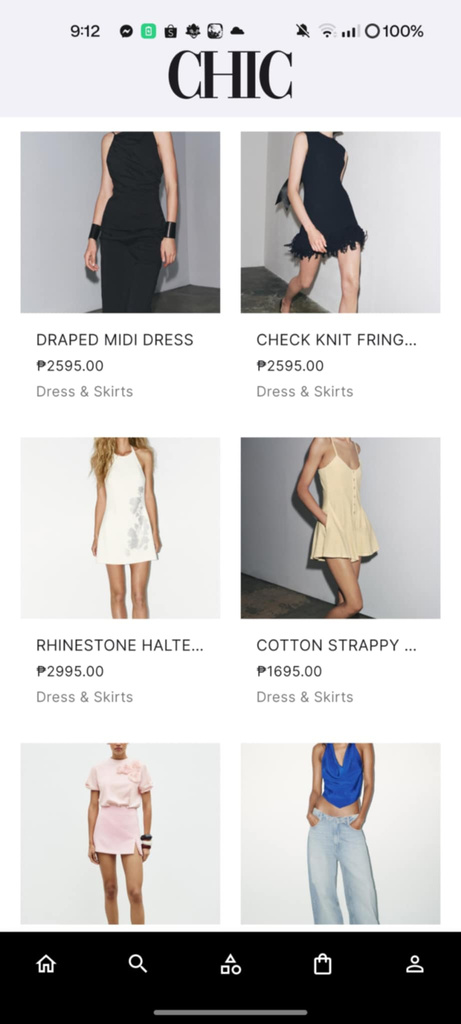 9:12
100%
CHIC
DRAPED MIDI DRESS
₱2595.00
Dress & Skirts
CHECK KNIT FRING...
₱2595.00
Dress & Skirts
RHINESTONE HALTE...
₱2995.00
Dress & Skirts
COTTON STRAPPY ...
₱1695.00
Dress & Skirts